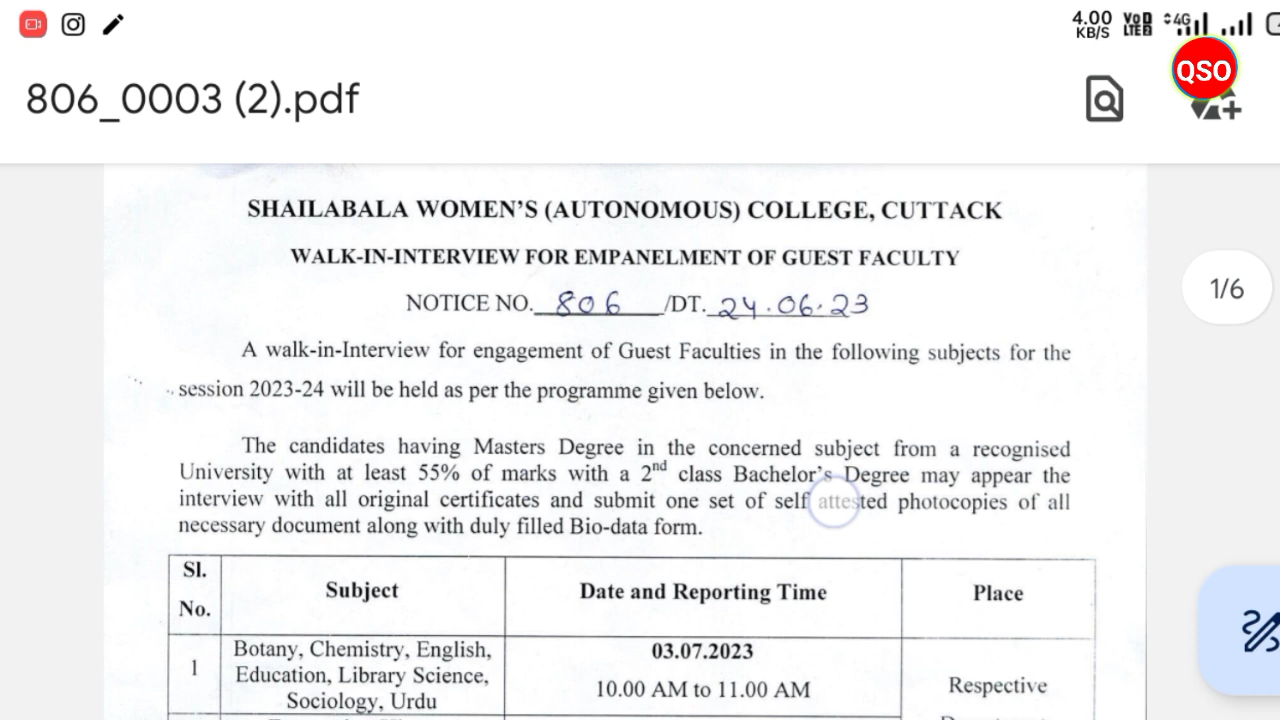 4.00
KB/S
VoD
LTE 2
4G
QSO
806_0003 (2).pdf
SHAILABALA WOMEN'S (AUTONOMOUS) COLLEGE, CUTTACK
WALK-IN-INTERVIEW FOR EMPANELMENT OF GUEST FACULTY
NOTICE NO. 806 /DT. 24.06.23
1/6
A walk-in-Interview for engagement of Guest Faculties in the following subjects for the
session 2023-24 will be held as per the programme given below.
The candidates having Masters Degree in the concerned subject from a recognised
University with at least 55% of marks with a 2nd class Bachelor's Degree may appear the
interview with all original certificates and submit one set of self attested photocopies of all
necessary document along with duly filled Bio-data form.
Sl.
No.
Subject
Date and Reporting Time
Place
1
Botany, Chemistry, English,
Education, Library Science,
Sociology, Urdu
03.07.2023
10.00 AM to 11.00 AM
Respective